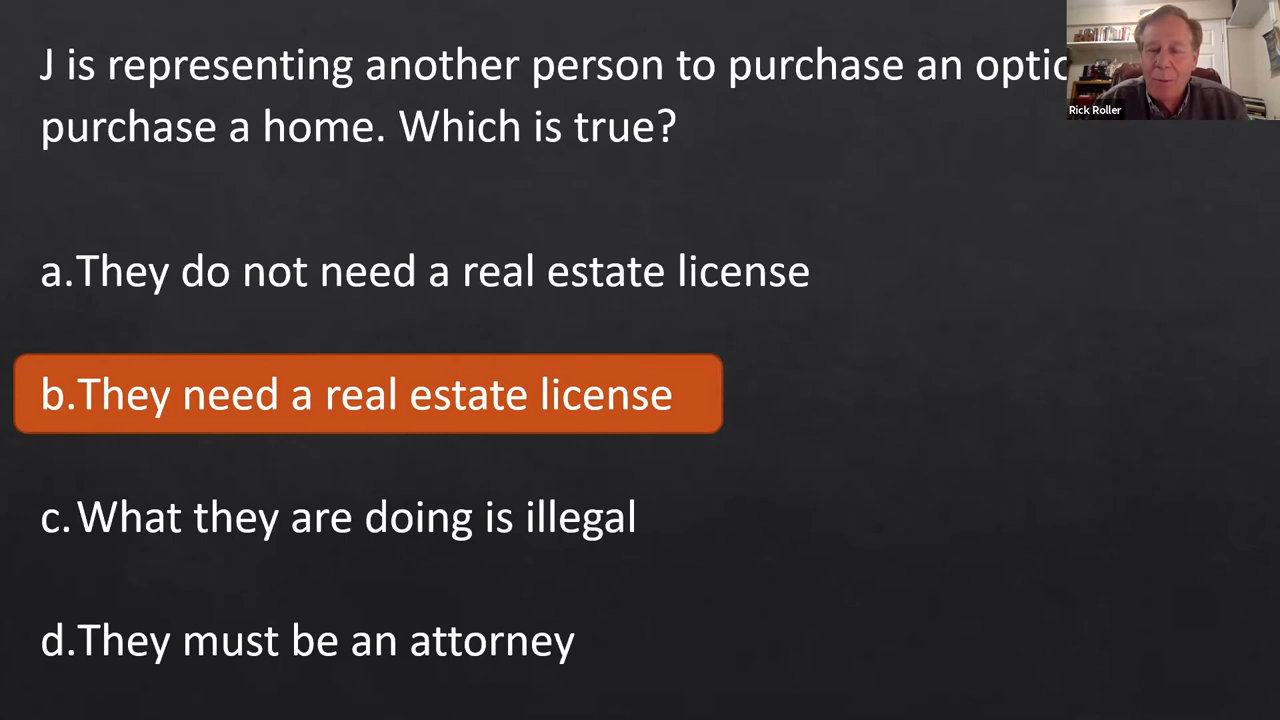 J is representing another person to purchase an
purchase a home. Which is true?
Rick Roller
a.They do not need a real estate license
b.They need a real estate license
c. What they are doing is illegal
d.They must be an attorney